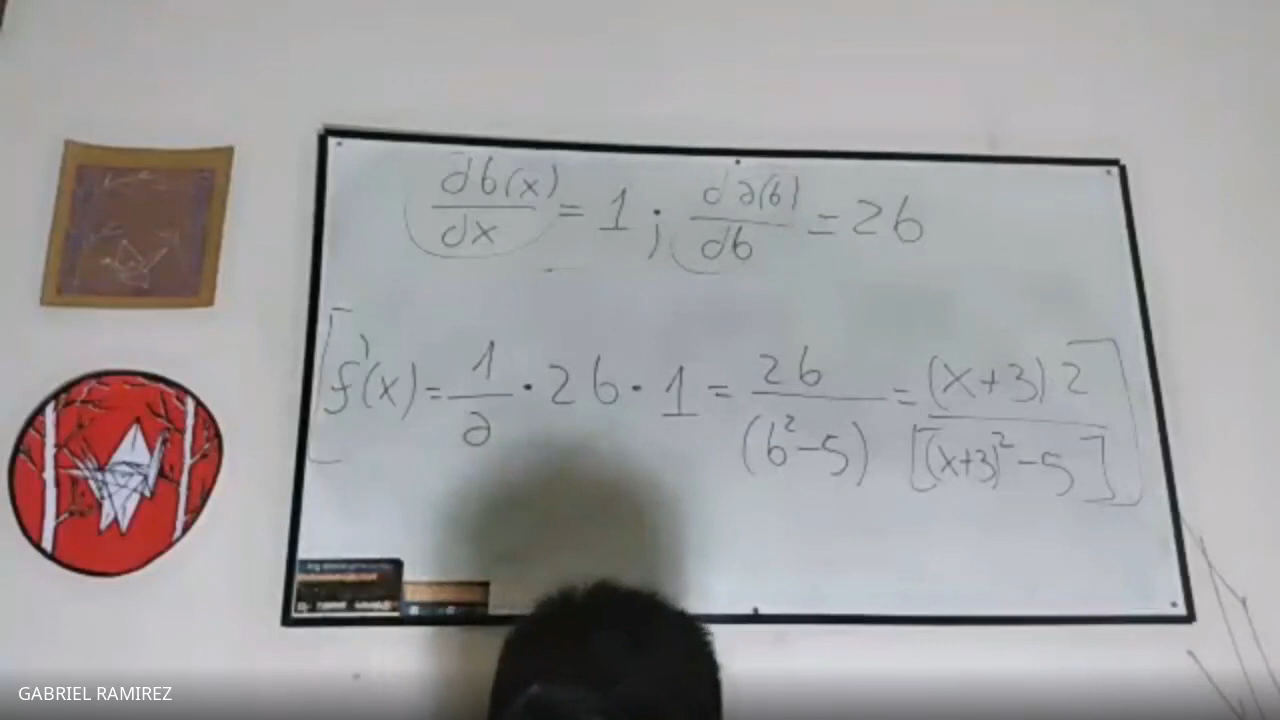 db(x)/dx = 1 ; da(b)/db = 2b
[f'(x) = 1/a · 2b · 1 = 2b/(b²-5) = (x+3)2/[(x+3)²-5]]
GABRIEL RAMIREZ